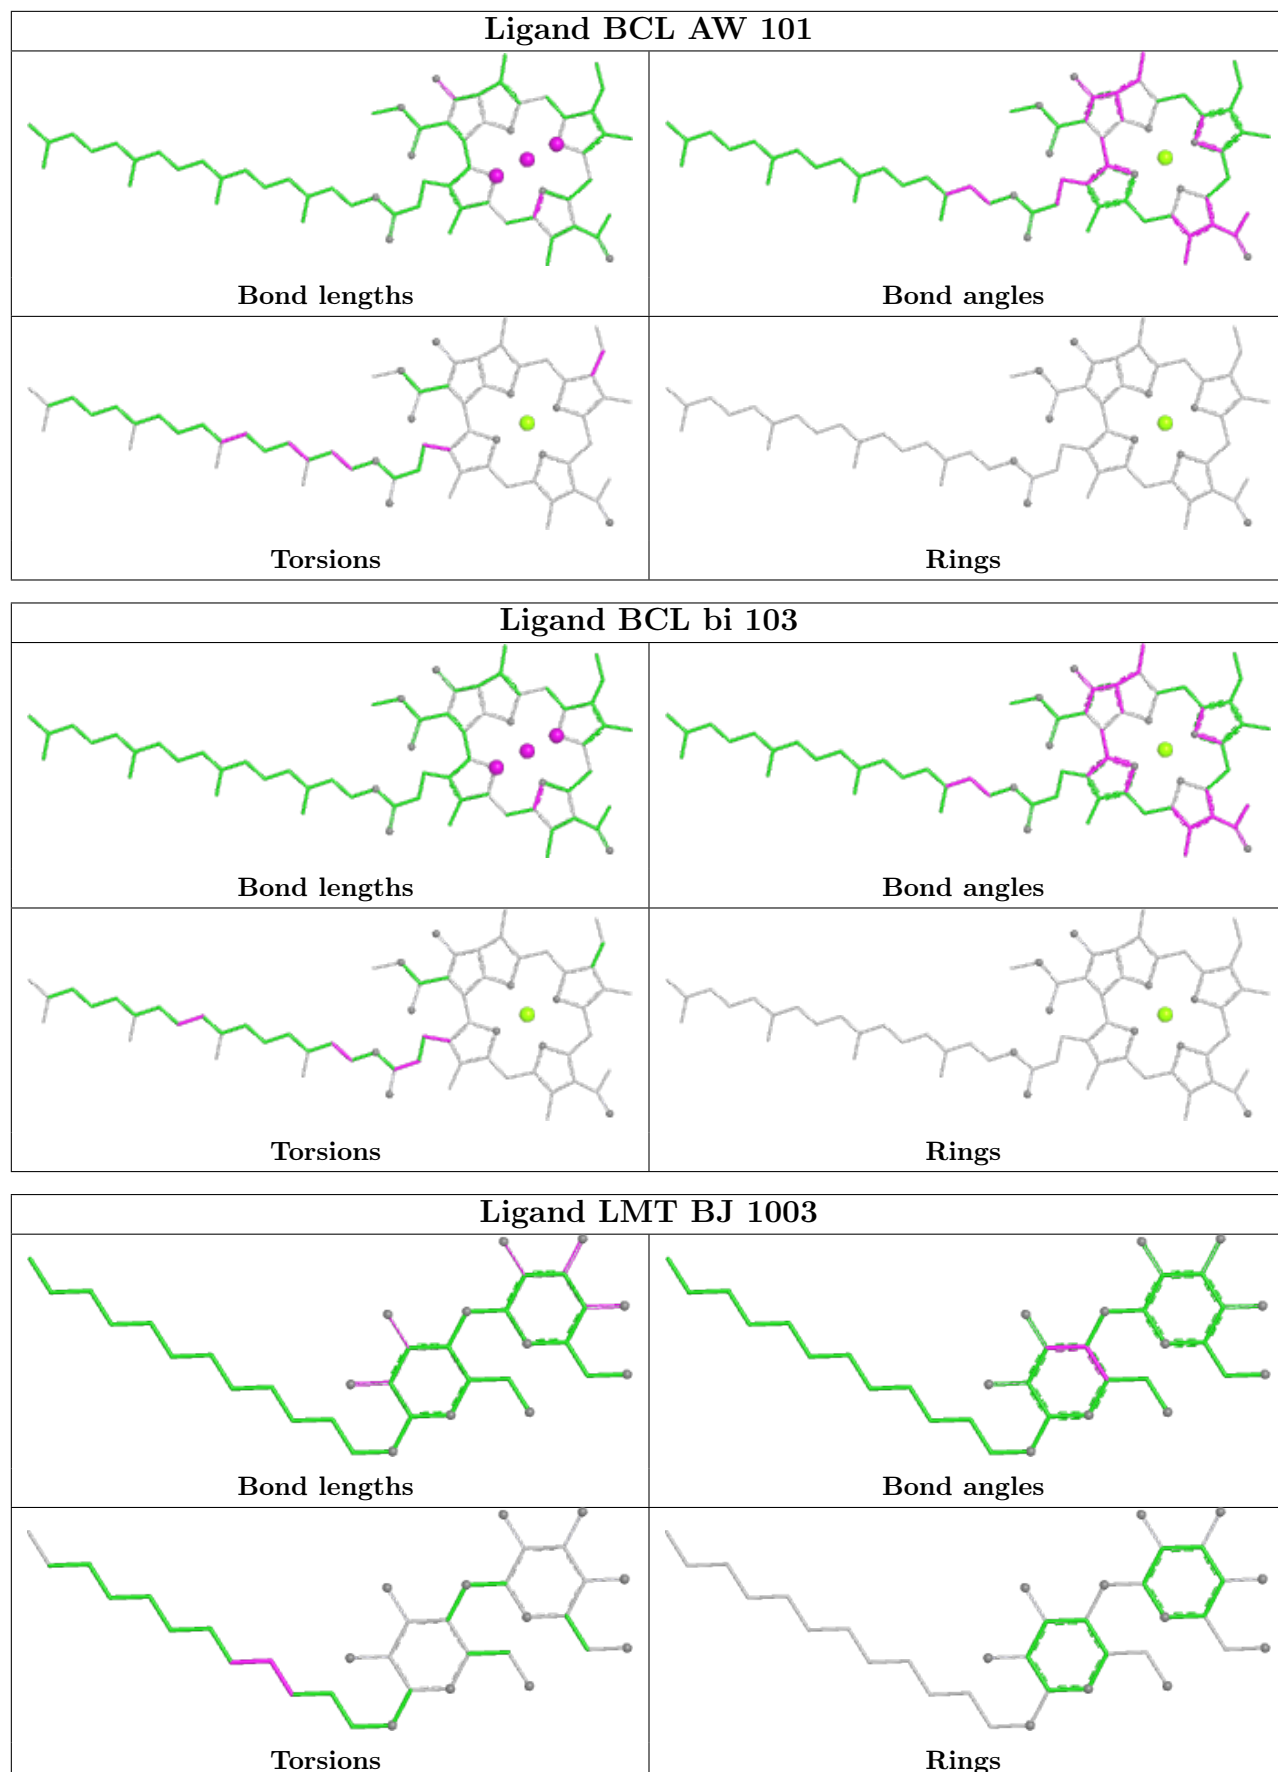 Ligand BCL AW 101
Bond lengths
Bond angles
Torsions
Rings
Ligand BCL bi 103
Bond lengths
Bond angles
Torsions
Rings
Ligand LMT BJ 1003
Bond lengths
Bond angles
Torsions
Rings